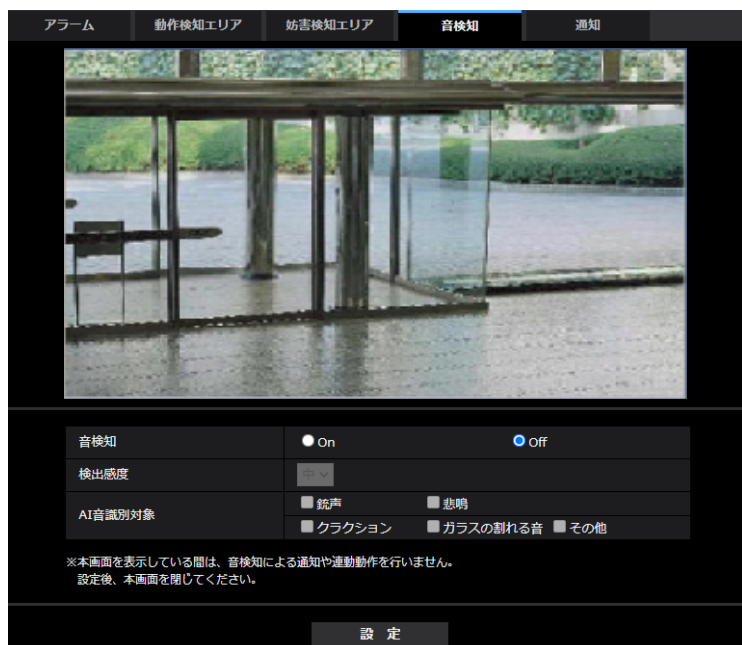 アラーム 動作検知エリア 妨害検知エリア 音検知 通知
音検知 On Off
検出感度 中
AI音識別対象 銃声 悲鳴
クラクション ガラスの割れる音 その他
※本画面を表示している間は、音検知による通知や連動動作を行いません。
設定後、本画面を閉じてください。
設 定